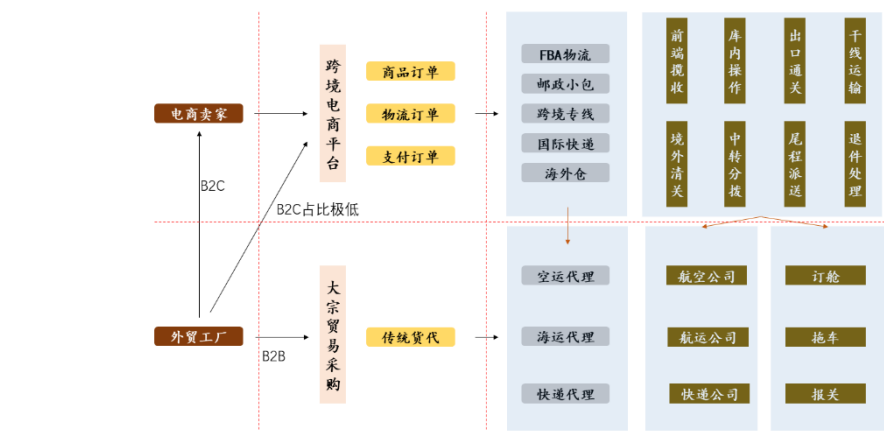 电商卖家
B2C
外贸工厂
B2B
B2C占比极低
跨境电商平台
商品订单
物流订单
支付订单
大宗贸易采购
传统货代
FBA物流
邮政小包
跨境专线
国际快递
海外仓
前端揽收
库内操作
出口通关
干线运输
境外清关
中转分拨
尾程派送
退件处理
空运代理
海运代理
快递代理
航空公司
航运公司
快递公司
订舱
拖车
报关